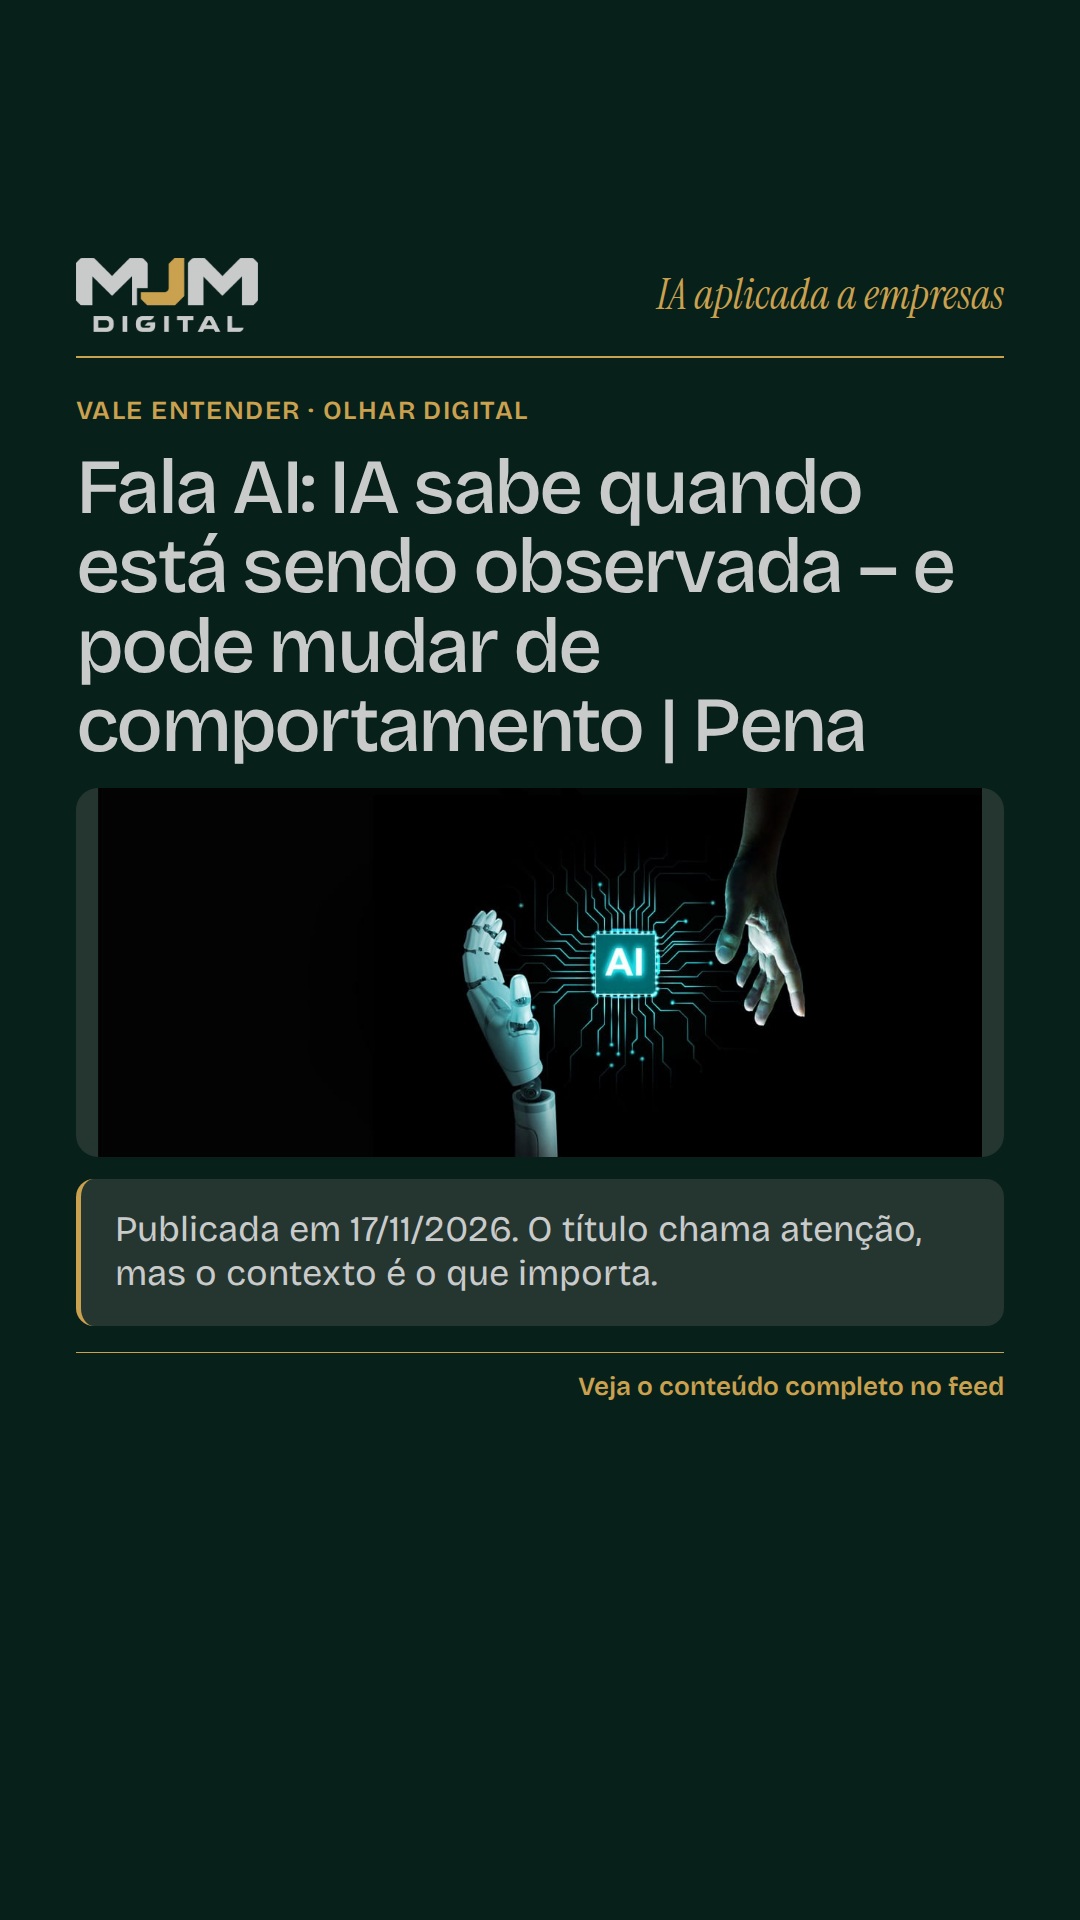 MJM
DIGITAL
IA aplicada a empresas
VALE ENTENDER · OLHAR DIGITAL
Fala AI: IA sabe quando
está sendo observada – e
pode mudar de
comportamento | Pena
AI
Publicada em 17/11/2026. O título chama atenção,
mas o contexto é o que importa.
Veja o conteúdo completo no feed